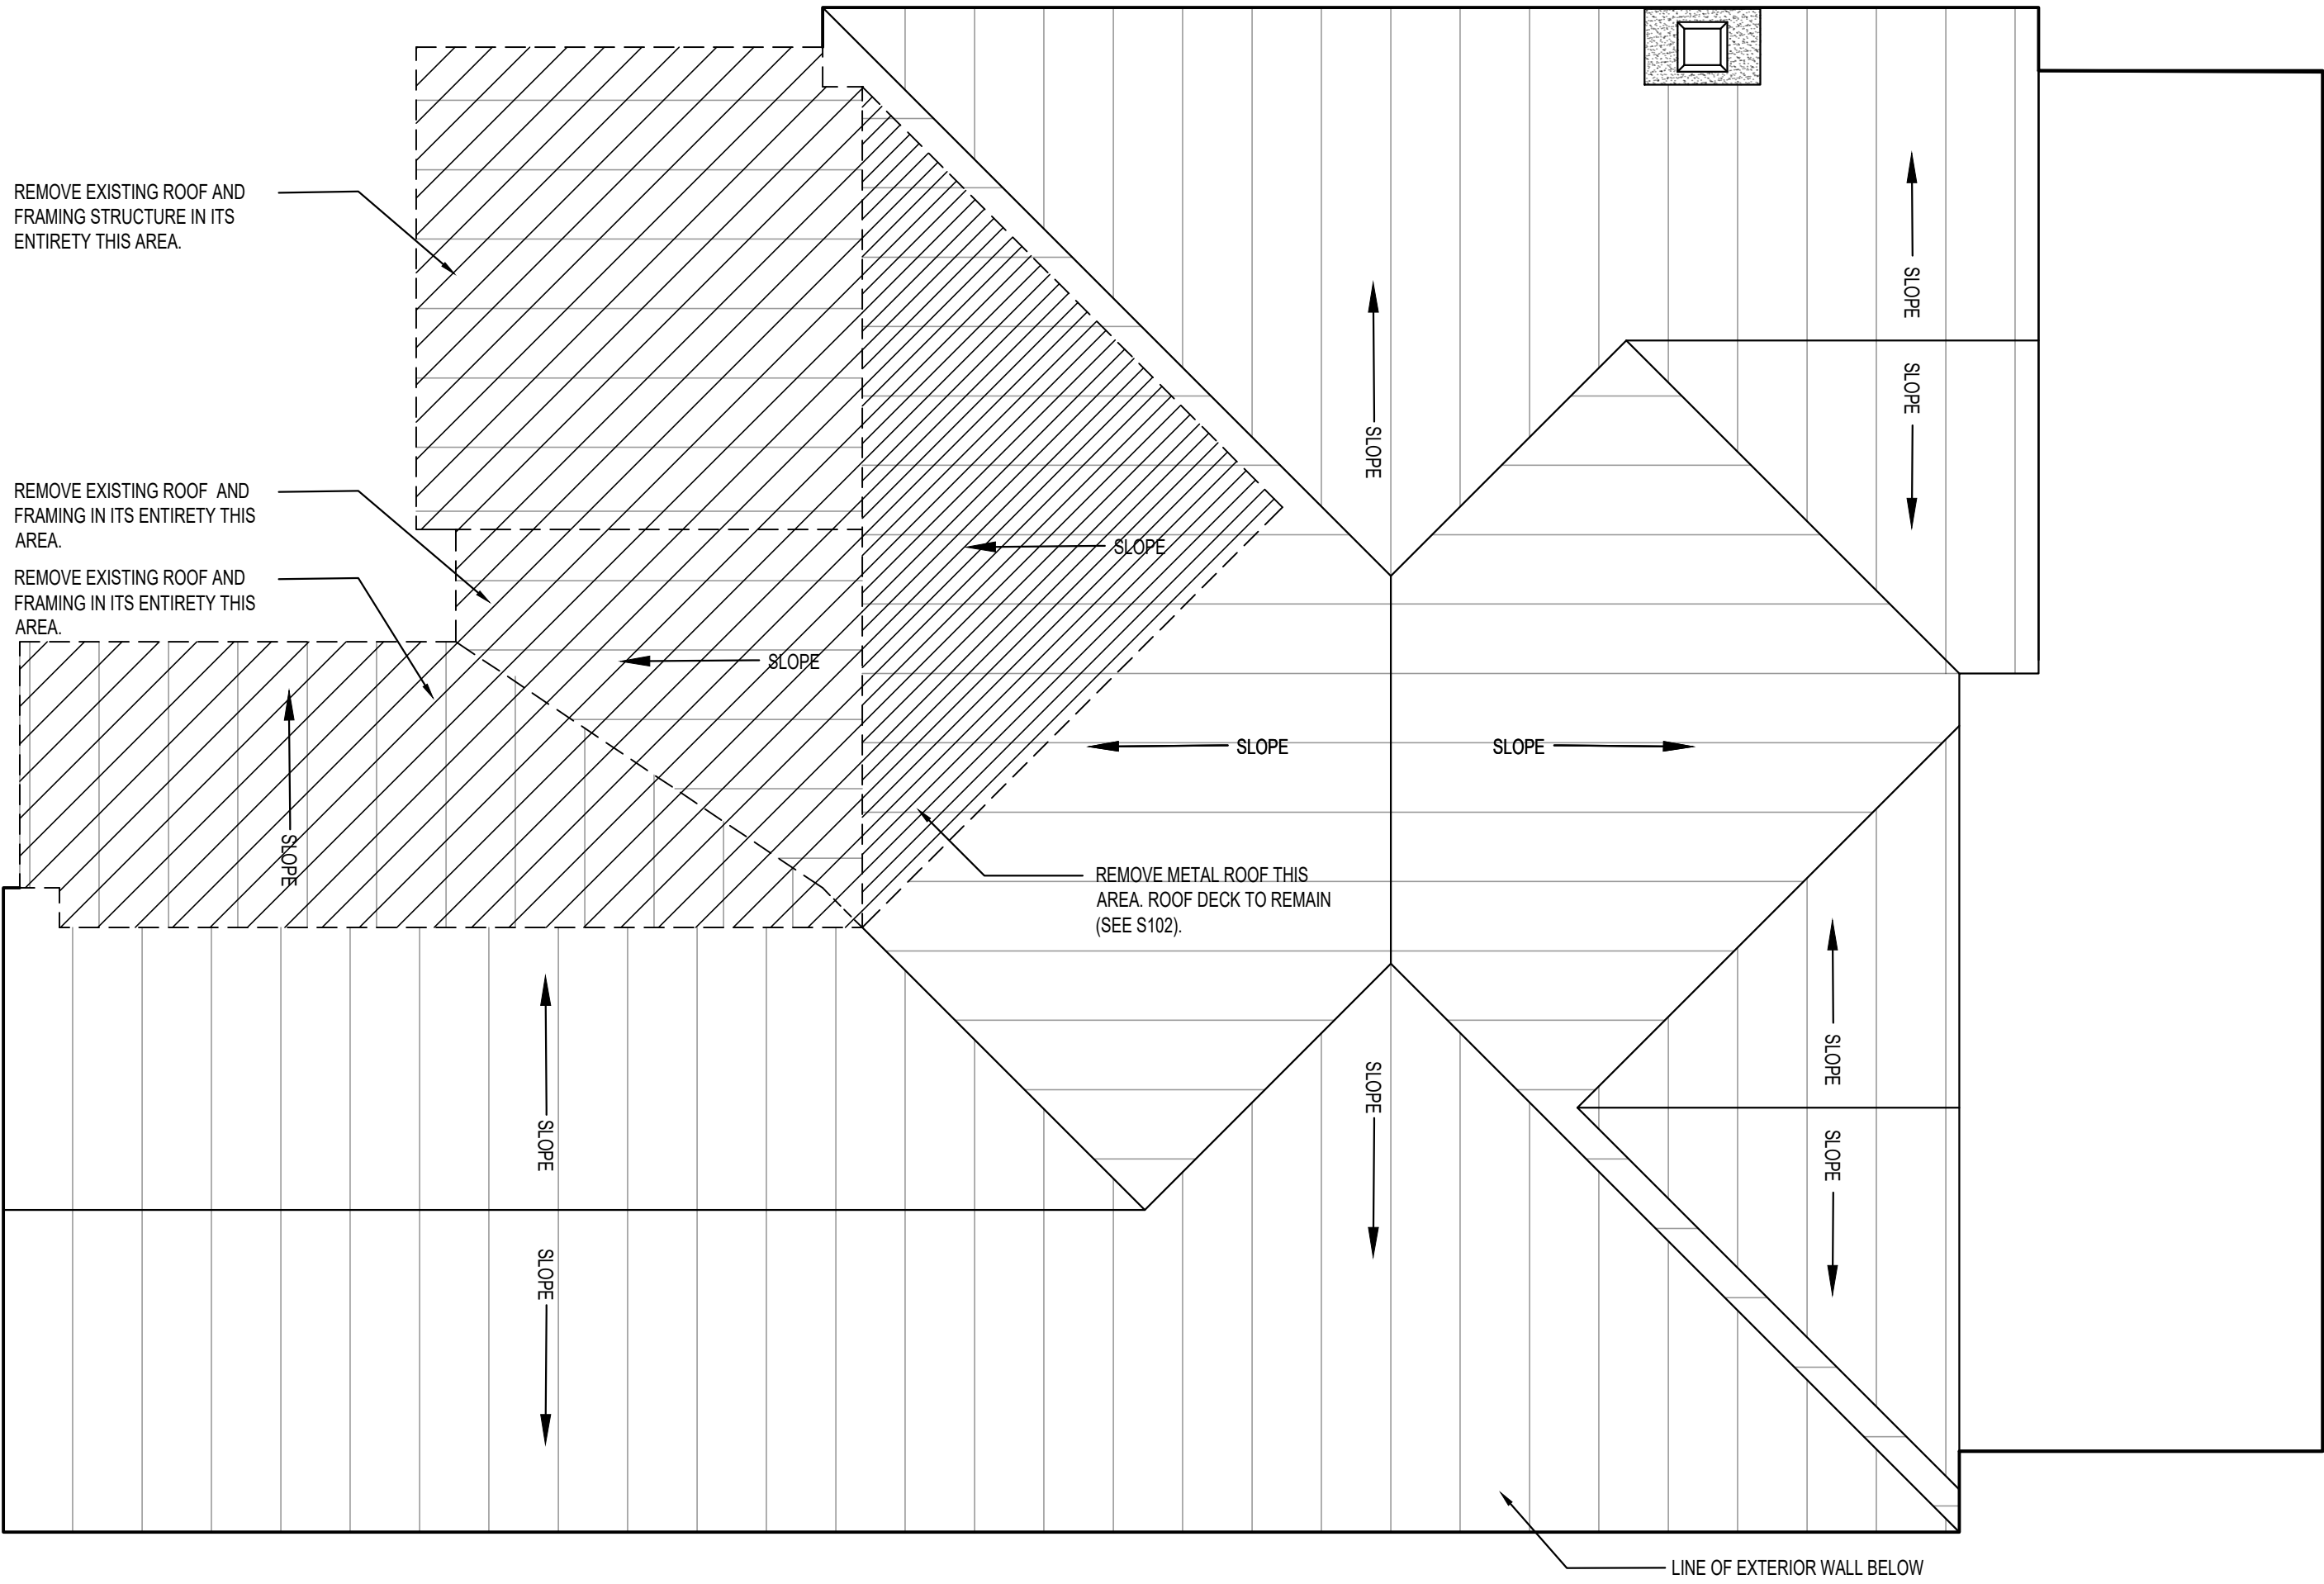 REMOVE EXISTING ROOF AND
FRAMING STRUCTURE IN ITS
ENTIRETY THIS AREA.
SLOPE
SLOPE
SLOPE
REMOVE EXISTING ROOF AND
FRAMING IN ITS ENTIRETY THIS
AREA.
SLOPE
REMOVE EXISTING ROOF AND
FRAMING IN ITS ENTIRETY THIS
AREA.
SLOPE
SLOPE
SLOPE
SLOPE
REMOVE METAL ROOF THIS
AREA. ROOF DECK TO REMAIN
(SEE S102).
SLOPE
SLOPE
SLOPE
SLOPE
SLOPE
LINE OF EXTERIOR WALL BELOW